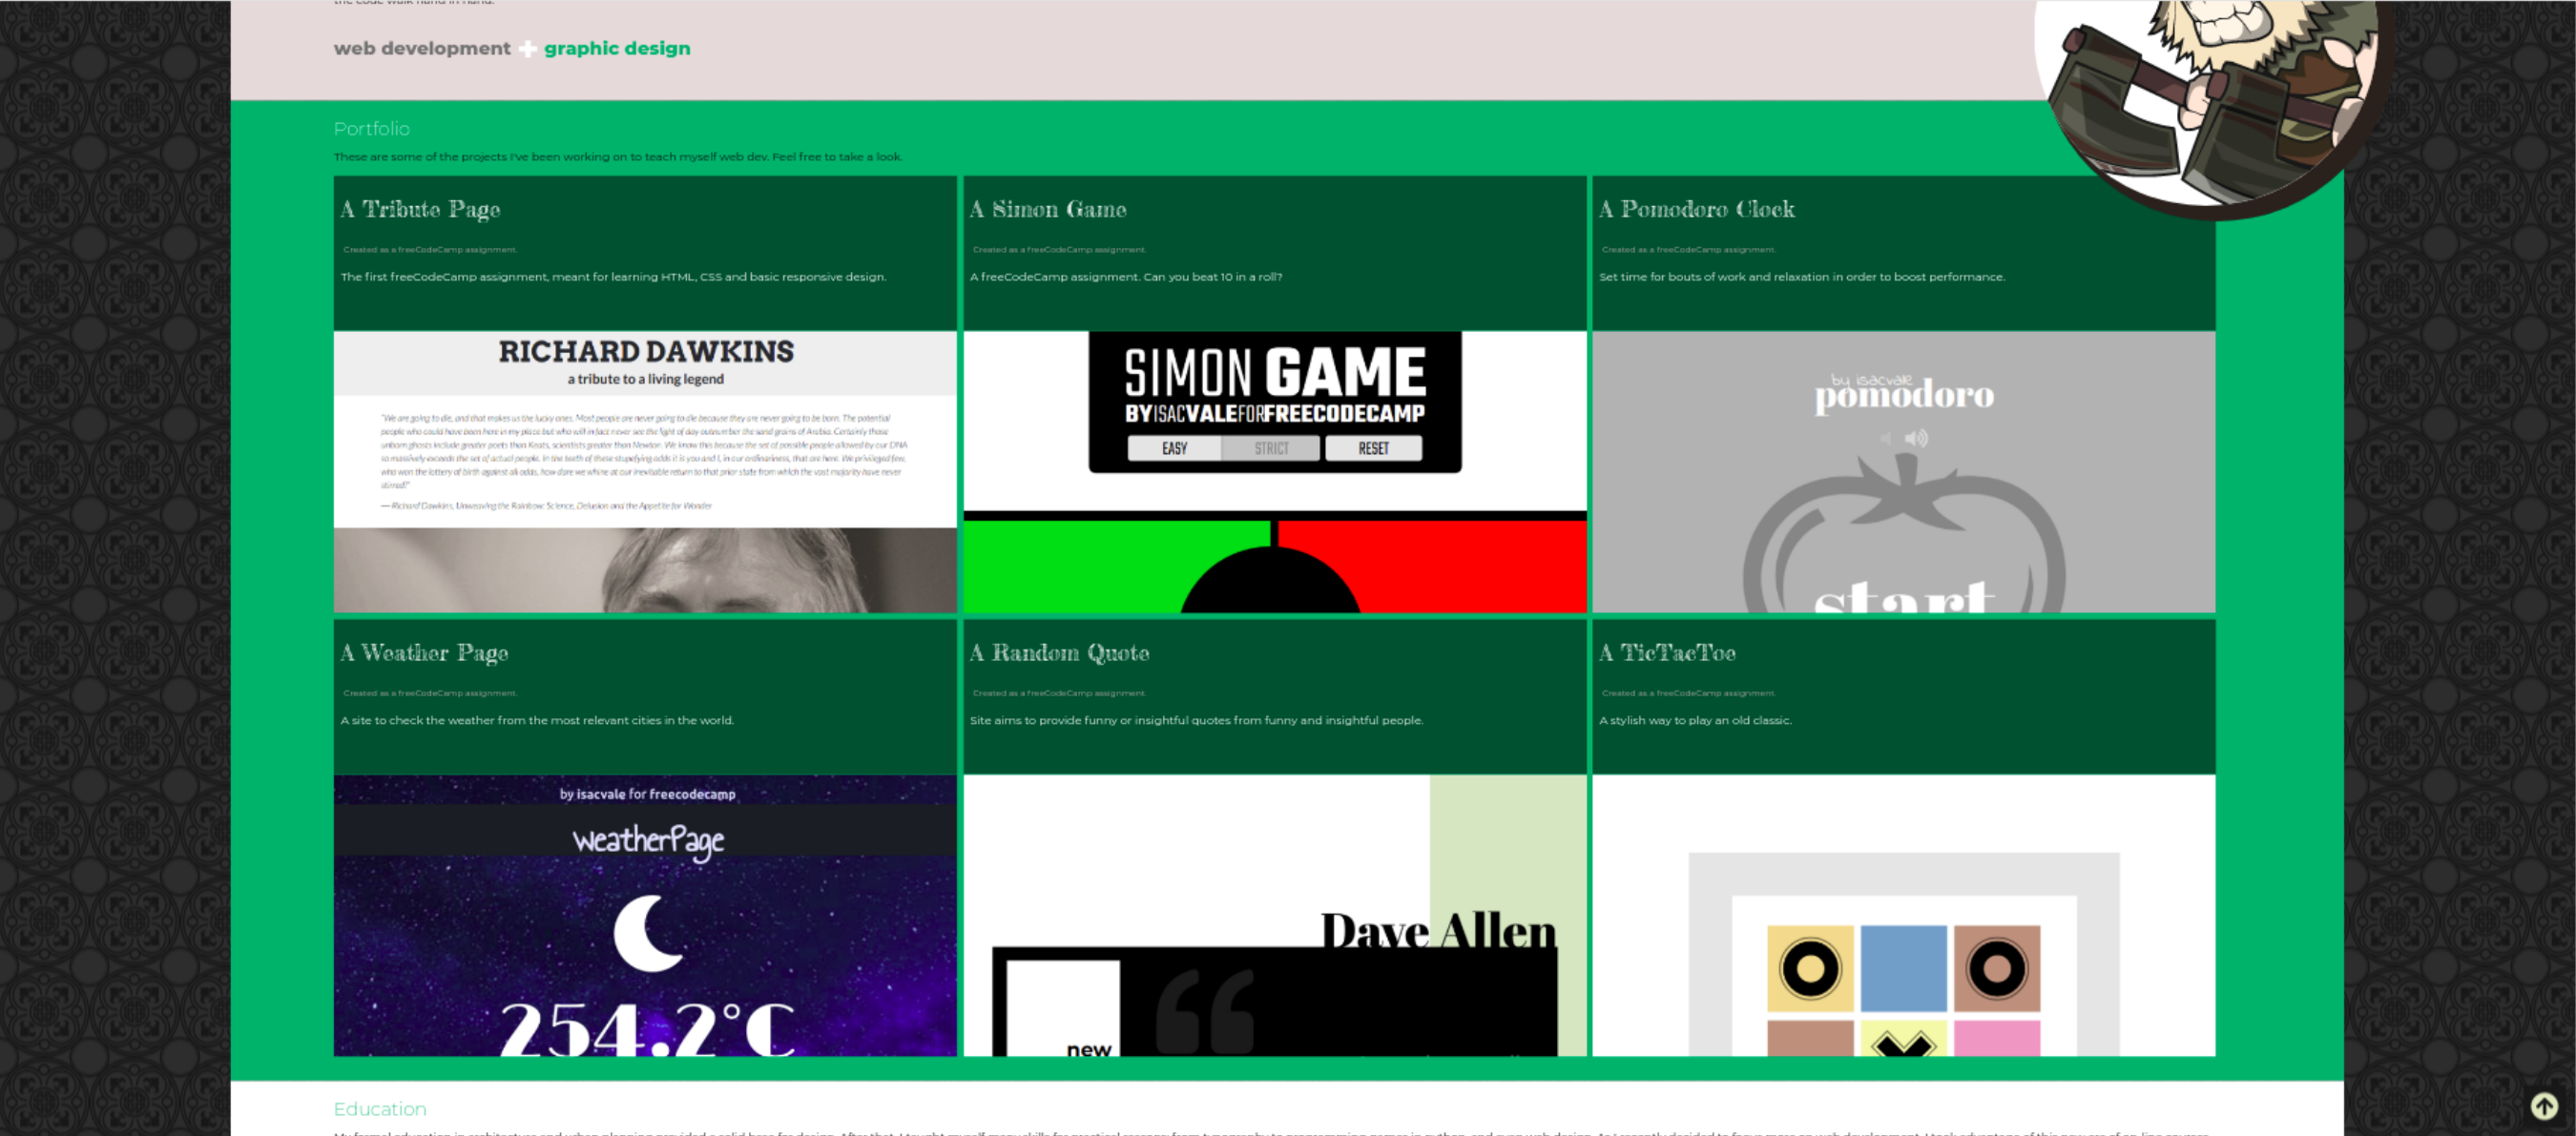 web development + graphic design
Portfolio
These are some of the projects I've been working on to teach myself web dev. Feel free to take a look.
A Tribute Page
Created as a freeCodeCamp assignment.
The first freeCodeCamp assignment, meant for learning HTML, CSS and basic responsive design.
RICHARD DAWKINS
a tribute to a living legend
"We are going to die, and that makes us the lucky ones. Most people are never going to die because they are never going to be born. The potential
people who could have been here in my place but who will in fact never see the light of day outnumber the sand grains of Arabia. Certainly those
unborn ghosts include greater poets than Keats, scientists greater than Newton. We know this because the set of possible people allowed by our DNA
so massively exceeds the set of actual people. In the teeth of these stupefying odds it is you and I, in our ordinariness, that are here. We privileged few,
who won the lottery of birth against all odds, how dare we whine at our inevitable return to that prior state from which the vast majority have never
stirred?"
— Richard Dawkins, Unweaving the Rainbow: Science, Delusion and the Appetite for Wonder
A Simon Game
Created as a freeCodeCamp assignment.
A freeCodeCamp assignment. Can you beat 10 in a roll?
SIMON GAME
BYISACVALEFORFREECODECAMP
EASY STRICT RESET
A Pomodoro Clock
Created as a freeCodeCamp assignment.
Set time for bouts of work and relaxation in order to boost performance.
by isacvale
pomodoro
start
A Weather Page
Created as a freeCodeCamp assignment.
A site to check the weather from the most relevant cities in the world.
by isacvale for freecodecamp
weatherPage
254.2°C
A Random Quote
Created as a freeCodeCamp assignment.
Site aims to provide funny or insightful quotes from funny and insightful people.
Dave Allen
“
new
A TicTacToe
Created as a freeCodeCamp assignment.
A stylish way to play an old classic.
Education